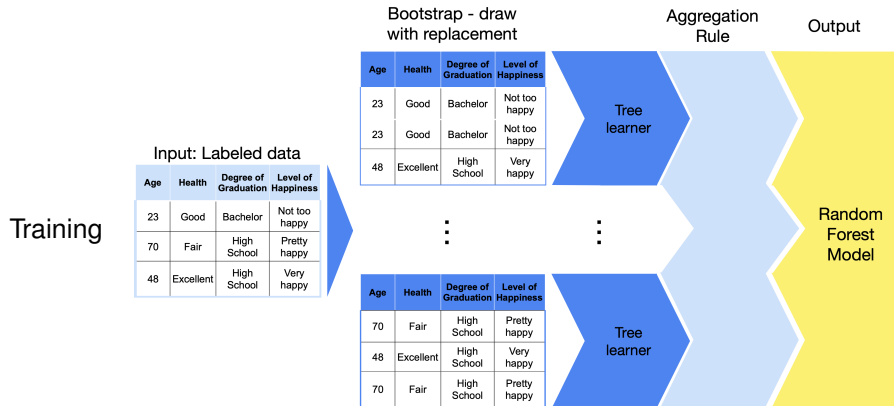 Bootstrap - draw
with replacement
Aggregation
Rule
Output
Age Health Degree of Graduation Level of Happiness
23 Good Bachelor Not too happy
23 Good Bachelor Not too happy
48 Excellent High School Very happy
Tree
learner
Input: Labeled data
Age Health Degree of Graduation Level of Happiness
23 Good Bachelor Not too happy
70 Fair High School Pretty happy
48 Excellent High School Very happy
Training
Random
Forest
Model
Age Health Degree of Graduation Level of Happiness
70 Fair High School Pretty happy
48 Excellent High School Very happy
70 Fair High School Pretty happy
Tree
learner